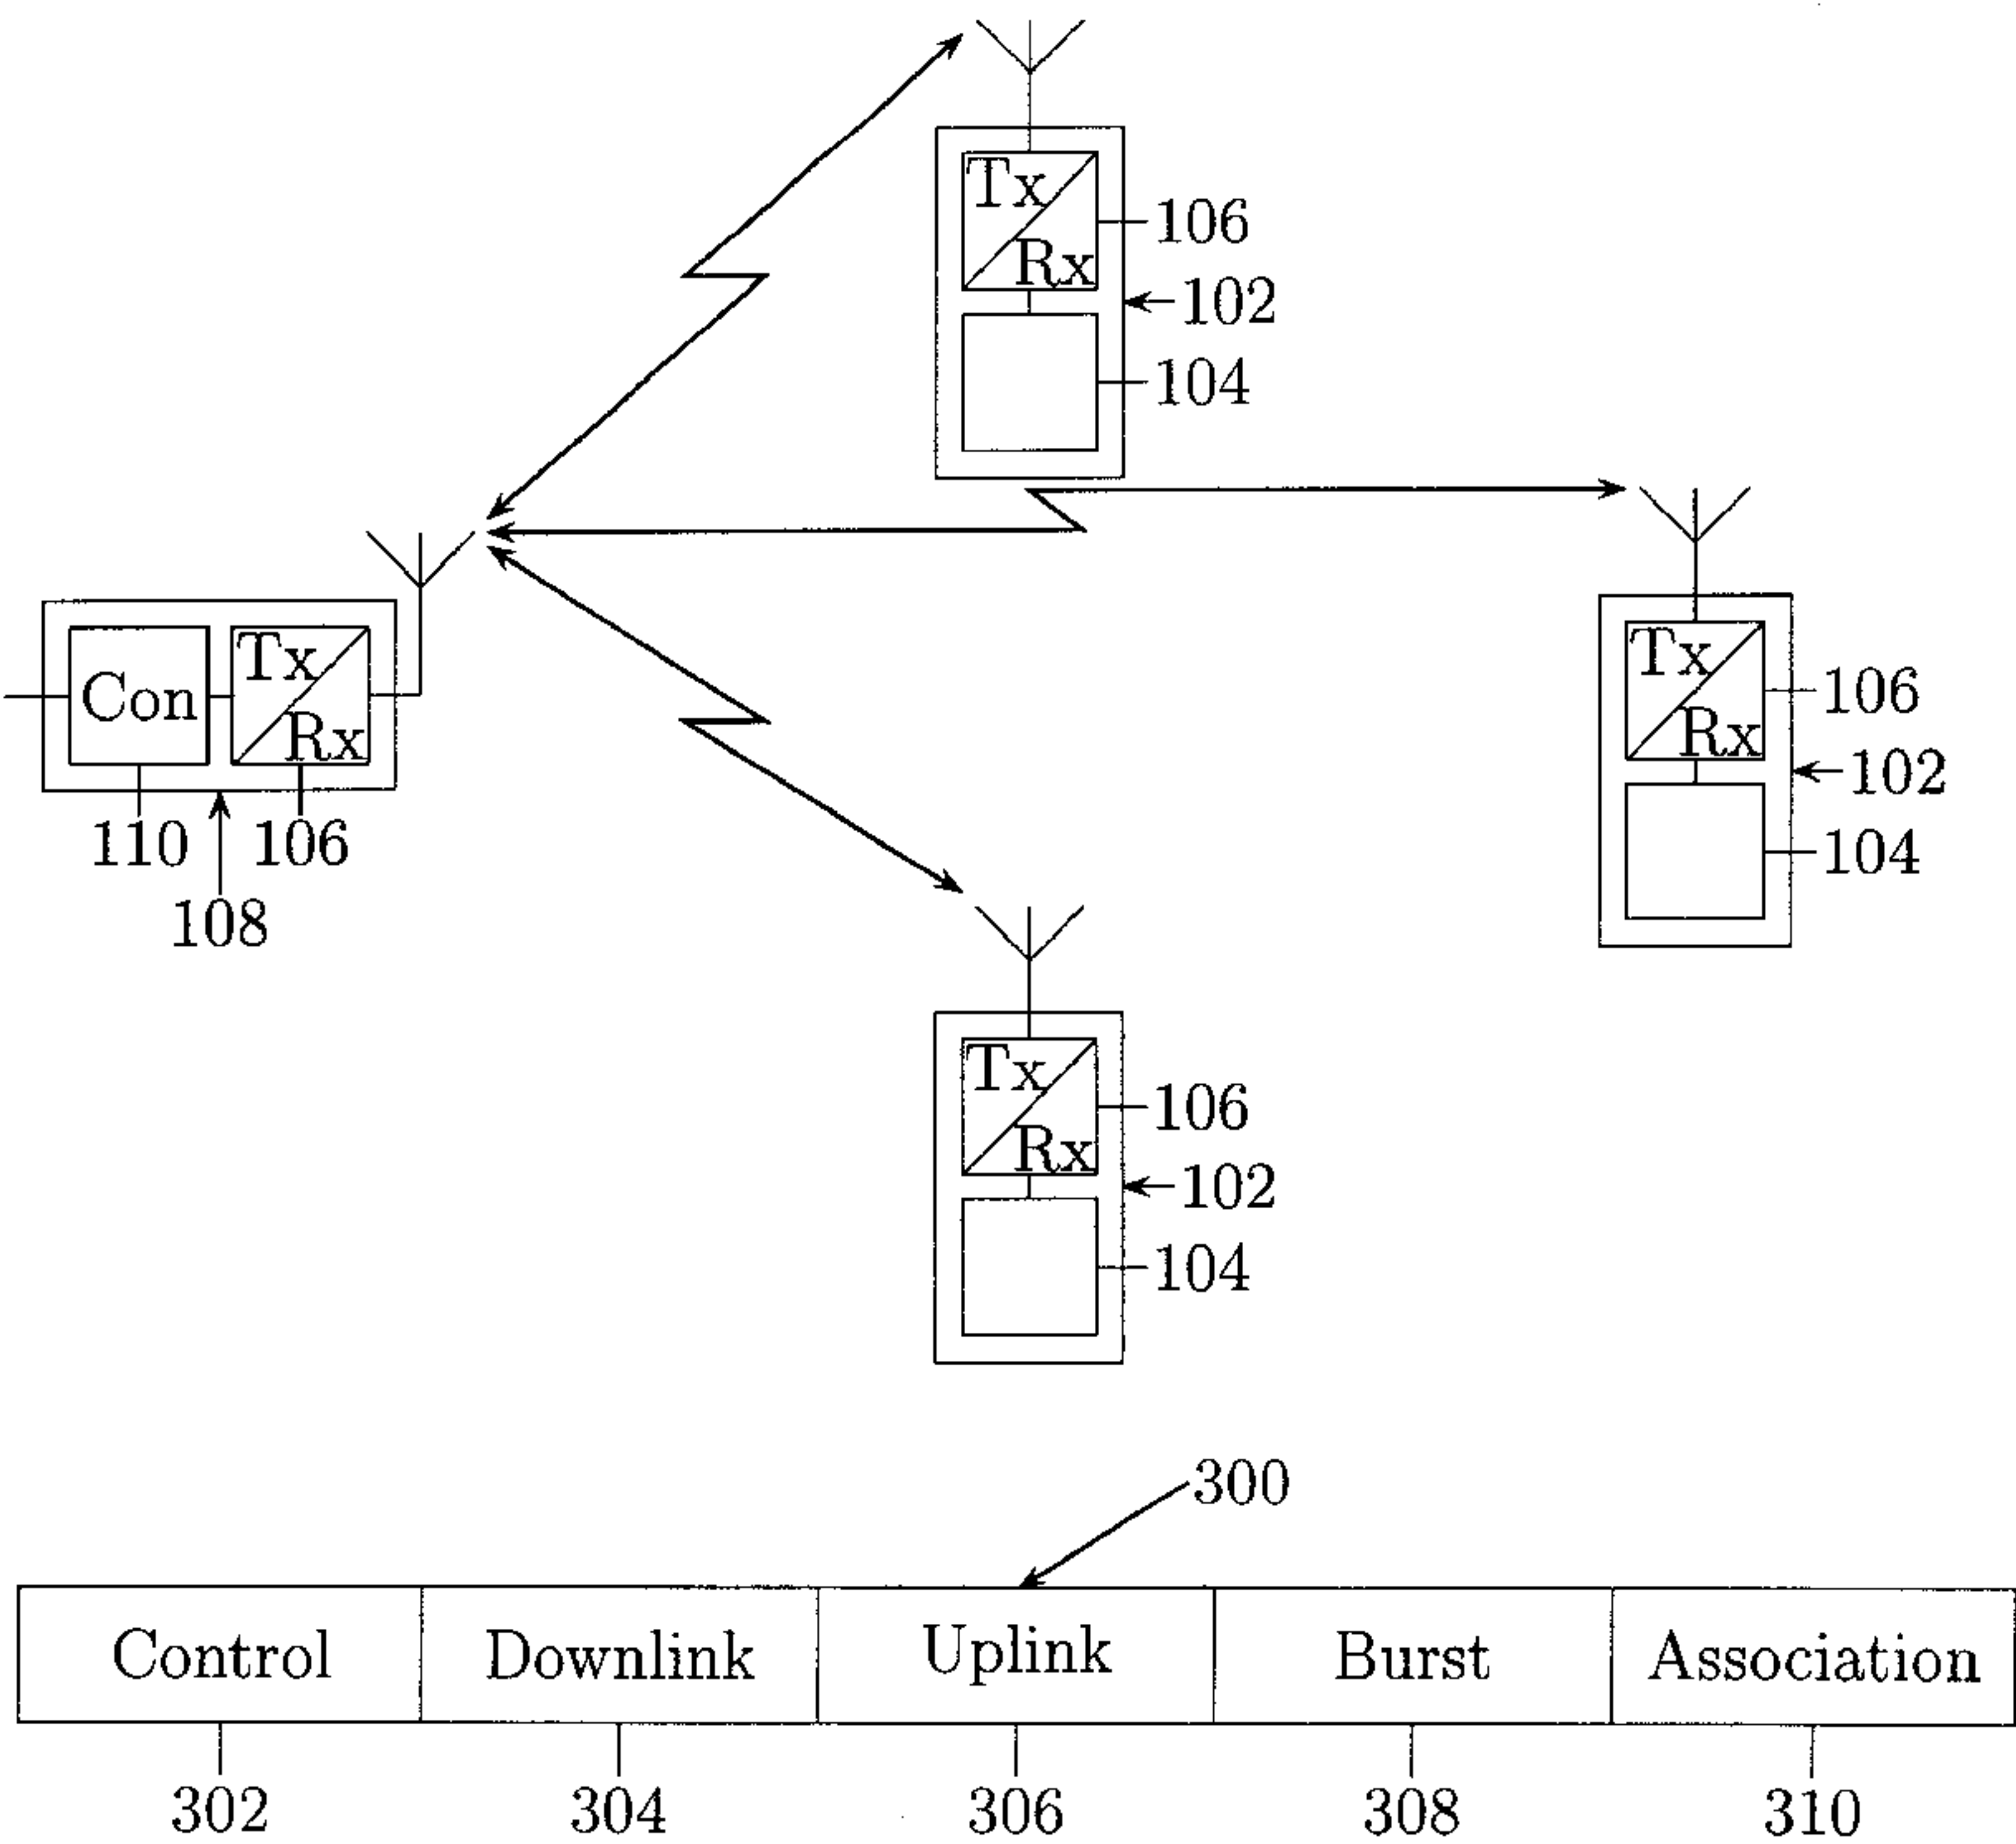 Tx
Rx
106
102
104
Con
Tx
Rx
110
106
108
Tx
Rx
106
102
104
Tx
Rx
106
102
104
300
Control Downlink Uplink Burst Association
302 304 306 308 310